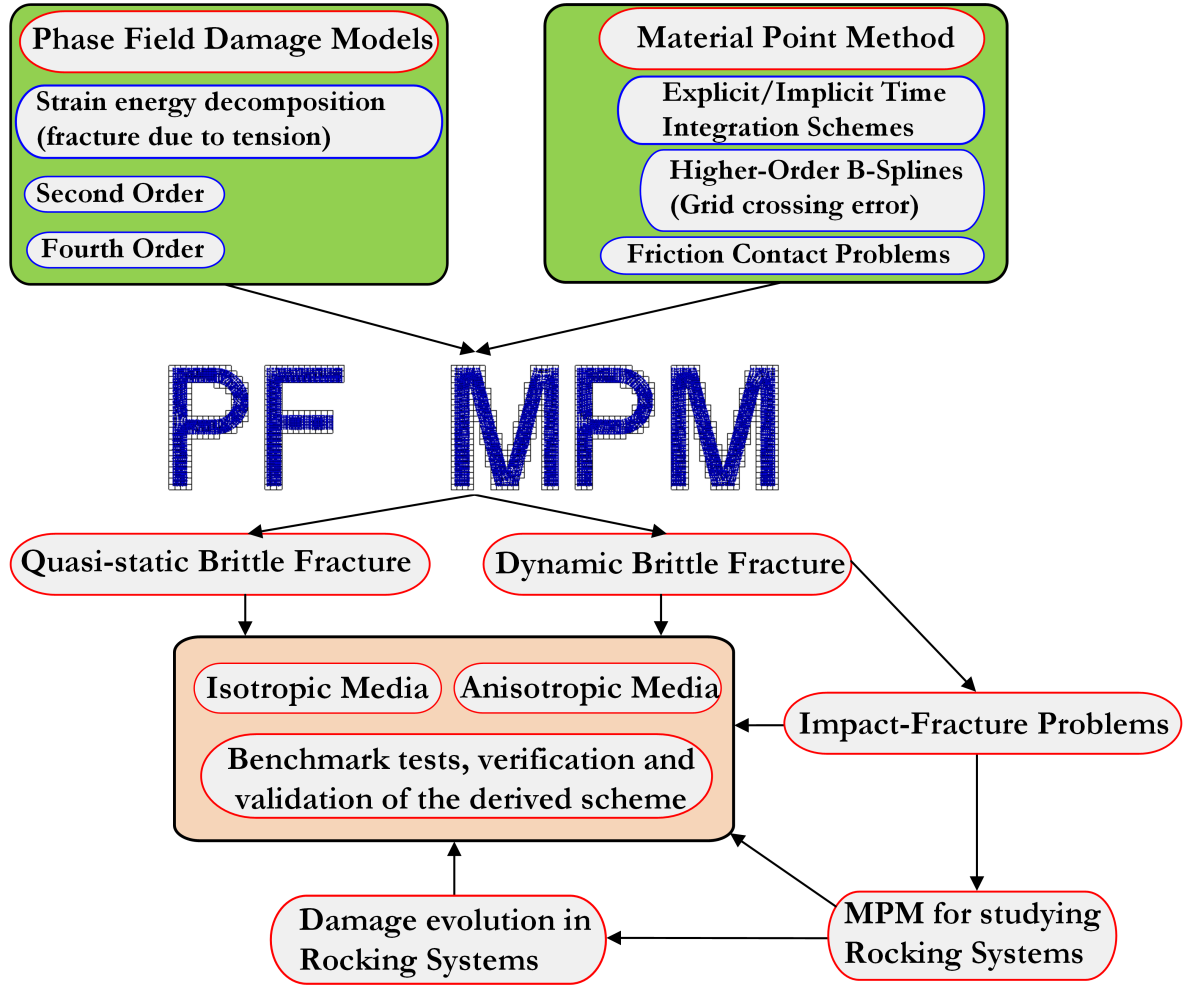 Phase Field Damage Models
Strain energy decomposition
(fracture due to tension)
Second Order
Fourth Order
Material Point Method
Explicit/Implicit Time
Integration Schemes
Higher-Order B-Splines
(Grid crossing error)
Friction Contact Problems
PF MPM
Quasi-static Brittle Fracture
Dynamic Brittle Fracture
Isotropic Media
Anisotropic Media
Benchmark tests, verification and
validation of the derived scheme
Impact-Fracture Problems
Damage evolution in
Rocking Systems
MPM for studying
Rocking Systems